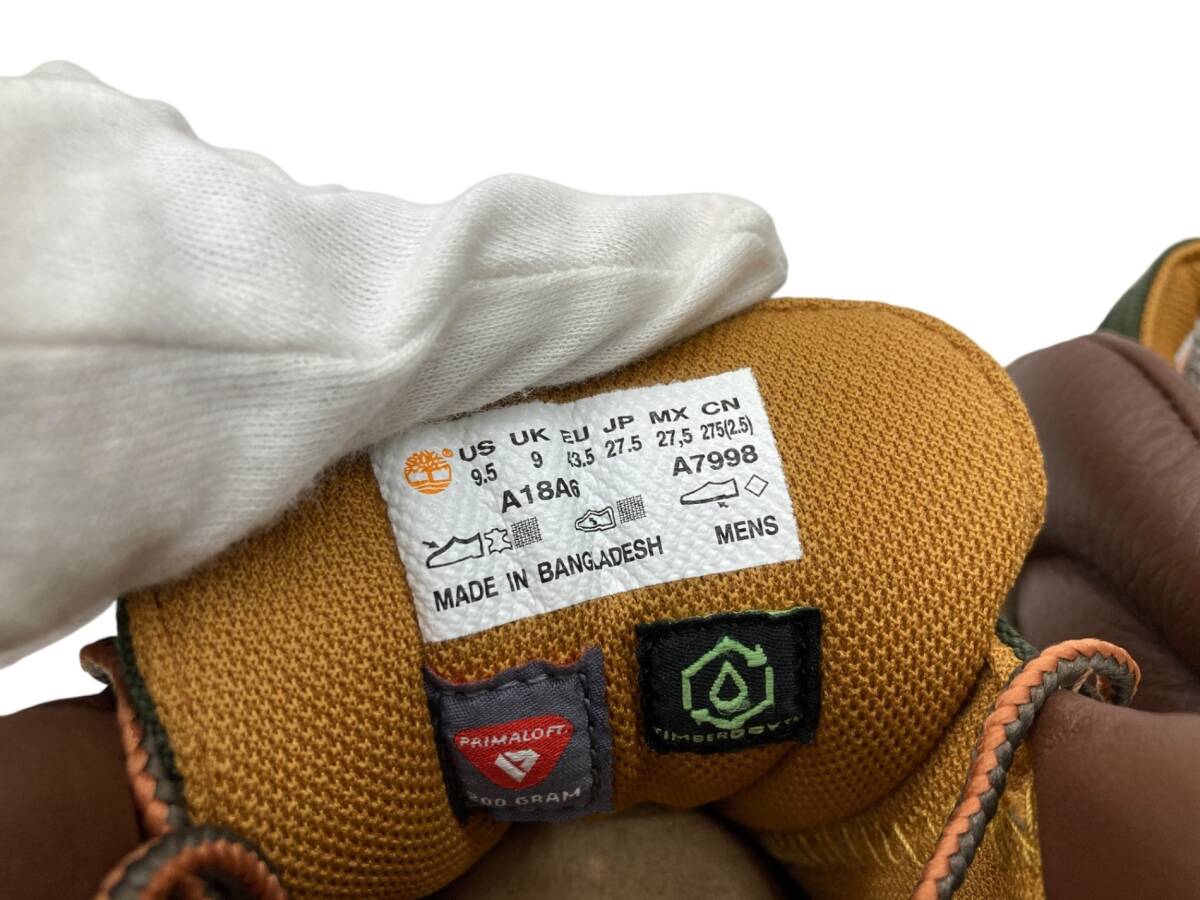 US UK EU JP MX CN
9.5 9 43.5 27.5 27,5 275(2.5)
A18A6 A7998
MADE IN BANGLADESH MENS
PRIMALOFT
200 GRAM
TIMBERDRY™